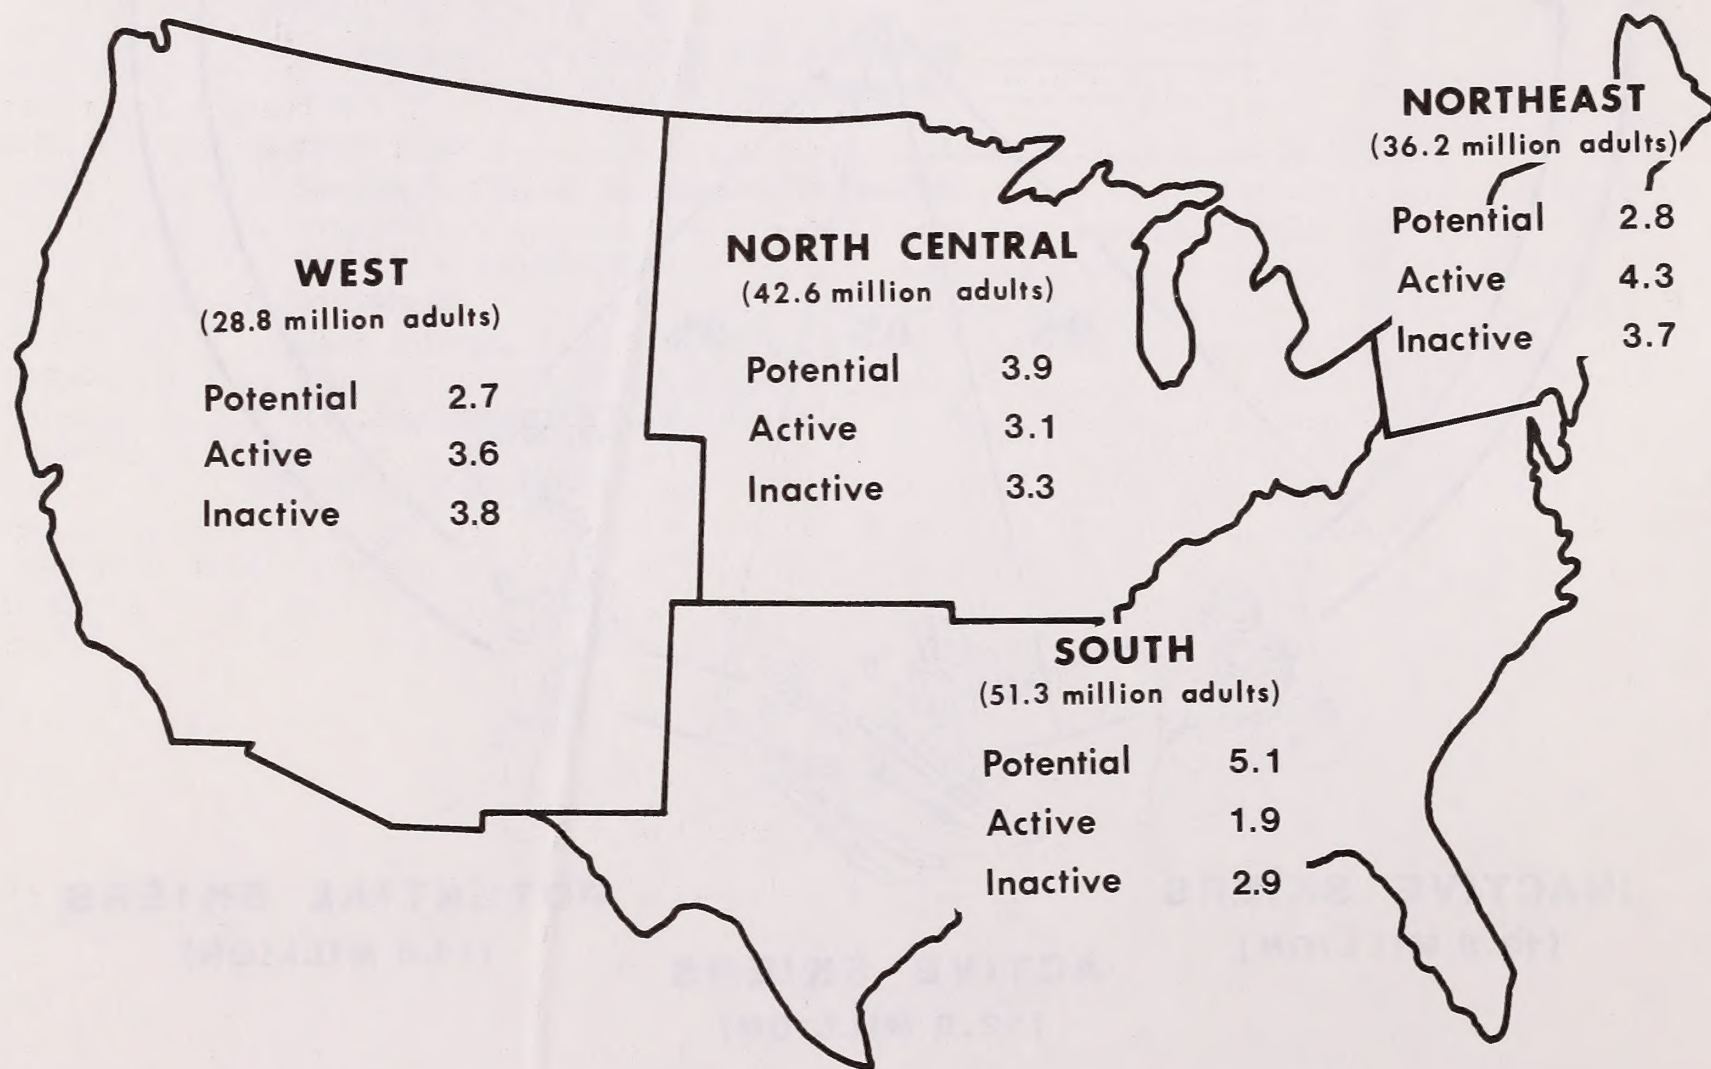 NORTHEAST
(36.2 million adults)
Potential 2.8
Active 4.3
Inactive 3.7
NORTH CENTRAL
(42.6 million adults)
Potential 3.9
Active 3.1
Inactive 3.3
WEST
(28.8 million adults)
Potential 2.7
Active 3.6
Inactive 3.8
SOUTH
(51.3 million adults)
Potential 5.1
Active 1.9
Inactive 2.9